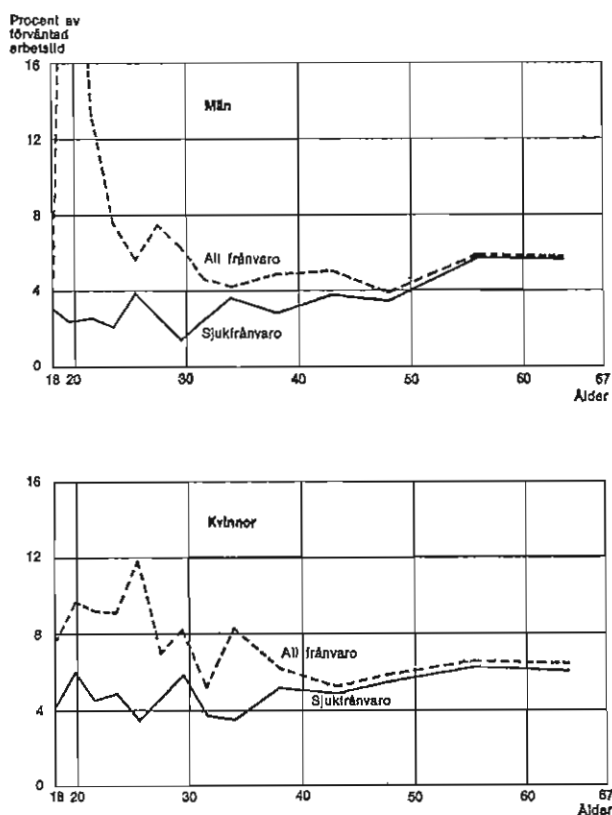 Procent av
förväntad
arbetstid
16
Män
12
8
All frånvaro
4
Sjukfrånvaro
0
18 20 30 40 50 60 67
Ålder
16
Kvinnor
12
8
All frånvaro
4
Sjukfrånvaro
0
18 20 30 40 50 60 67
Ålder